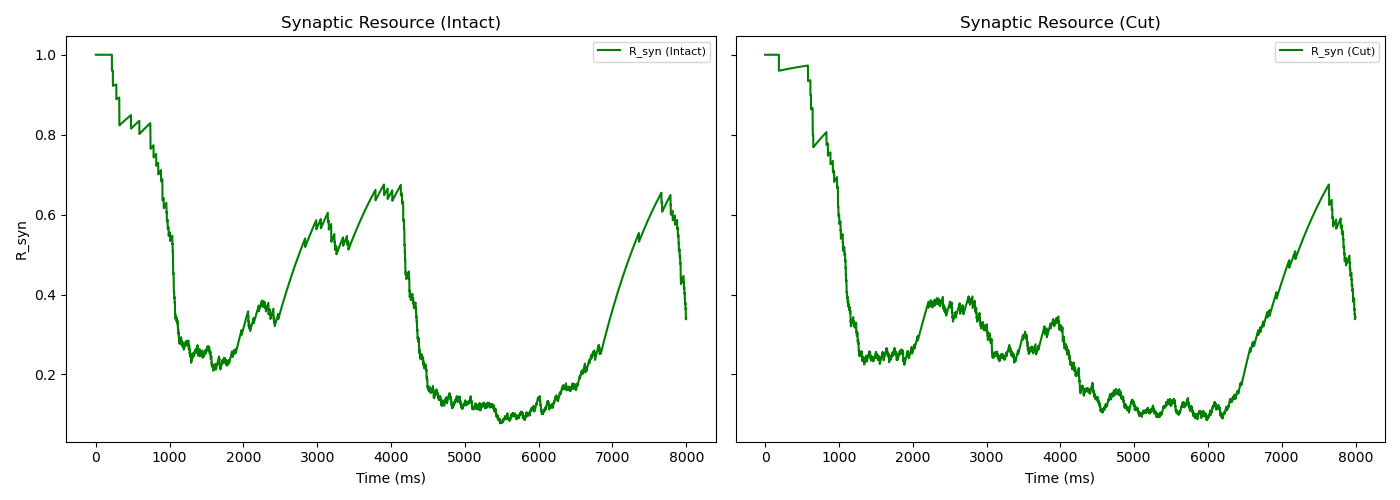 Synaptic Resource (Intact)
Synaptic Resource (Cut)
R_syn (Intact)
R_syn (Cut)
1.0
0.8
0.6
0.4
0.2
R_syn
0 1000 2000 3000 4000 5000 6000 7000 8000
0 1000 2000 3000 4000 5000 6000 7000 8000
Time (ms)
Time (ms)